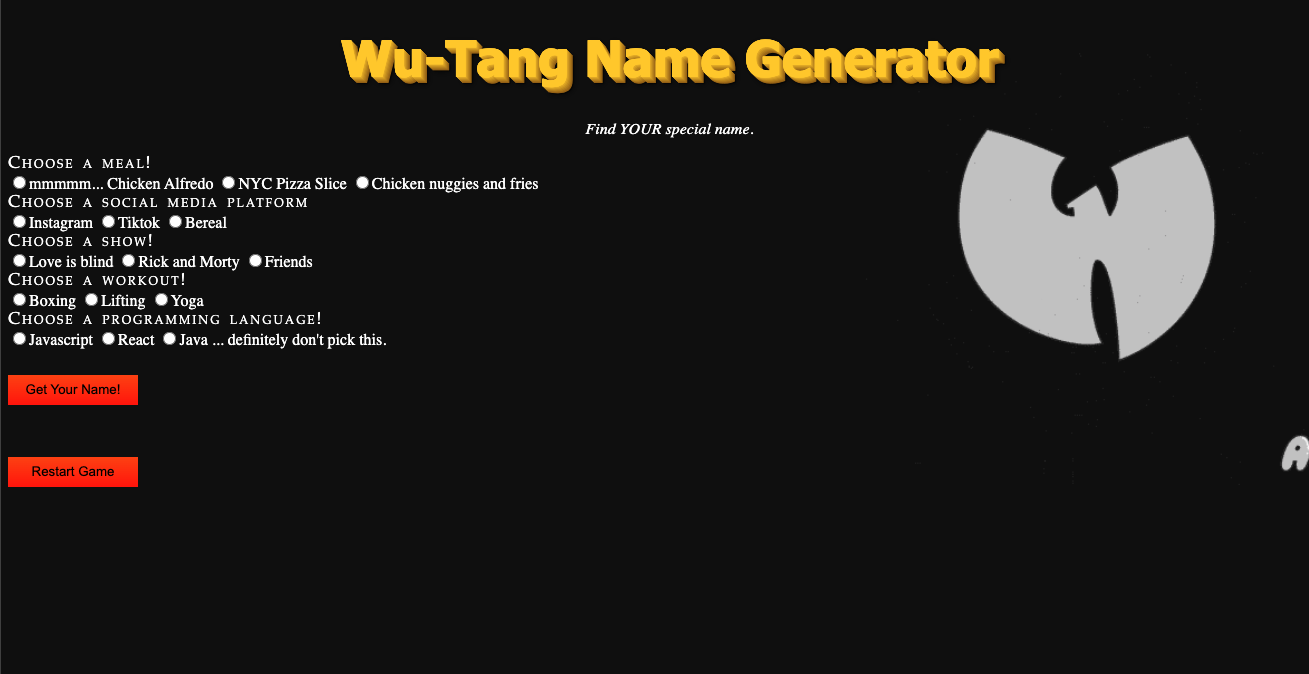 Wu-Tang Name Generator
Find YOUR special name.
Choose a meal!
mmmmm... Chicken Alfredo NYC Pizza Slice Chicken nuggies and fries
Choose a social media platform
Instagram Tiktok Bereal
Choose a show!
Love is blind Rick and Morty Friends
Choose a workout!
Boxing Lifting Yoga
Choose a programming language!
Javascript React Java ... definitely don't pick this.
Get Your Name!
A
Restart Game